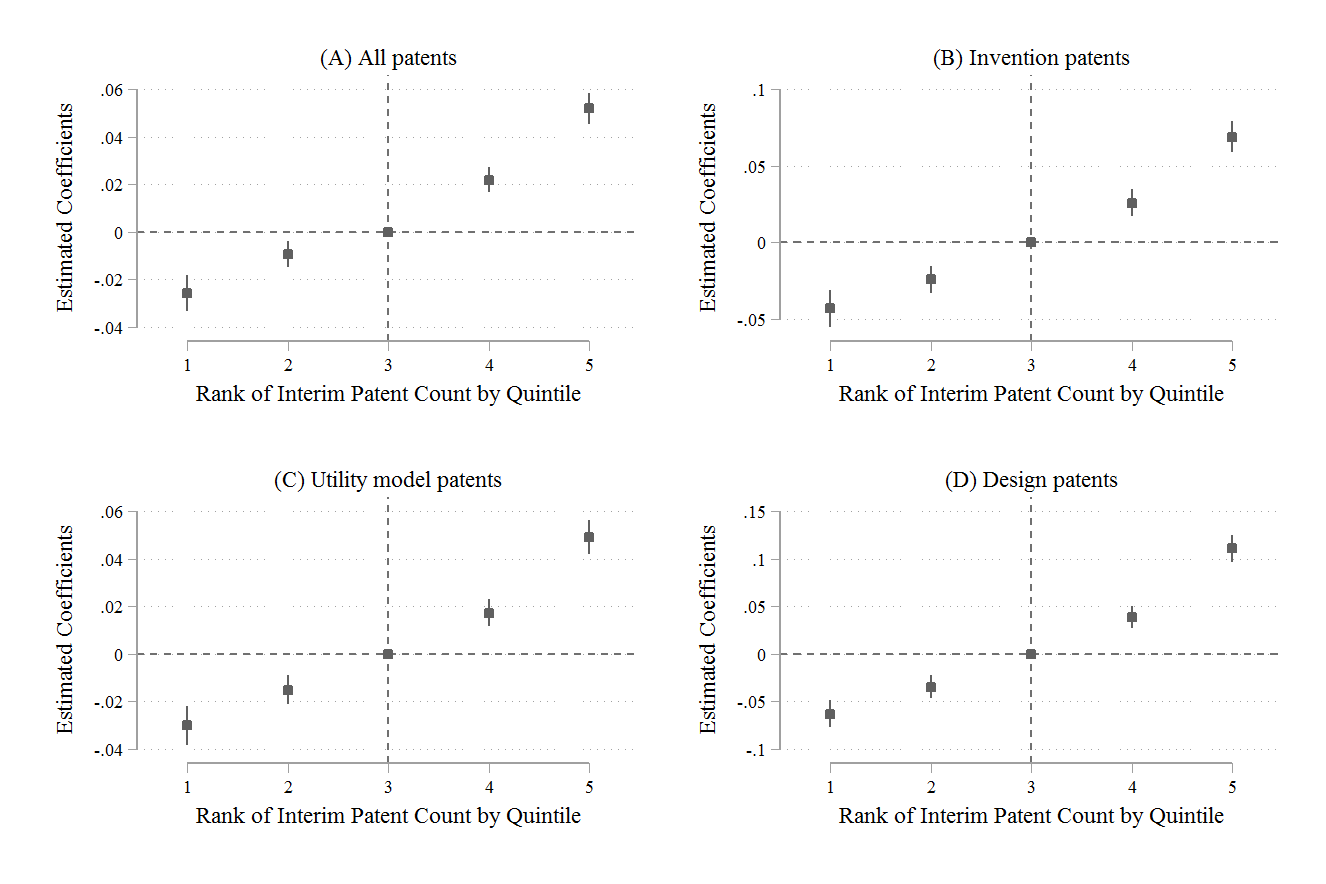 (A) All patents
Estimated Coefficients
.06
.04
.02
0
-.02
-.04
1 2 3 4 5
Rank of Interim Patent Count by Quintile
(B) Invention patents
Estimated Coefficients
.1
.05
0
-.05
1 2 3 4 5
Rank of Interim Patent Count by Quintile
(C) Utility model patents
Estimated Coefficients
.06
.04
.02
0
-.02
-.04
1 2 3 4 5
Rank of Interim Patent Count by Quintile
(D) Design patents
Estimated Coefficients
.15
.1
.05
0
-.05
-.1
1 2 3 4 5
Rank of Interim Patent Count by Quintile